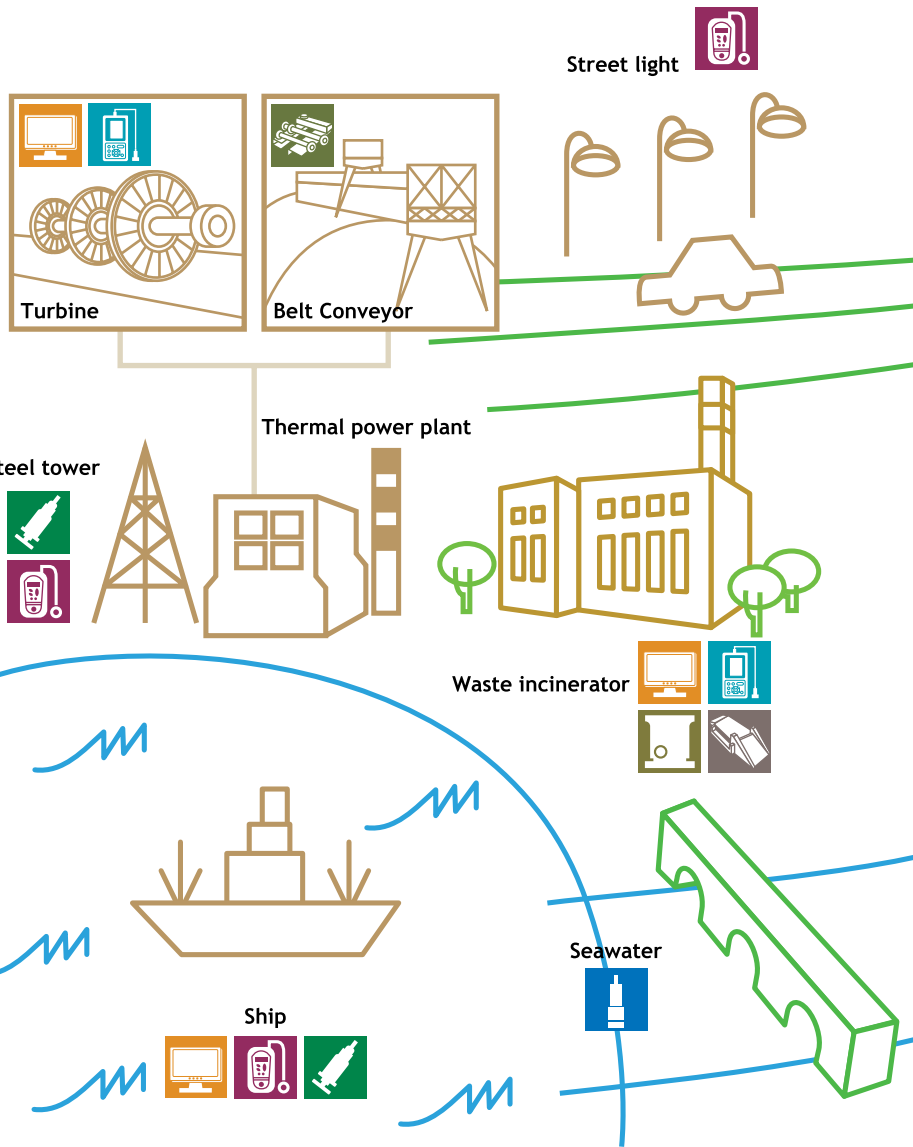 Street light
Turbine
Belt Conveyor
Thermal power plant
teel tower
Waste incinerator
Seawater
Ship